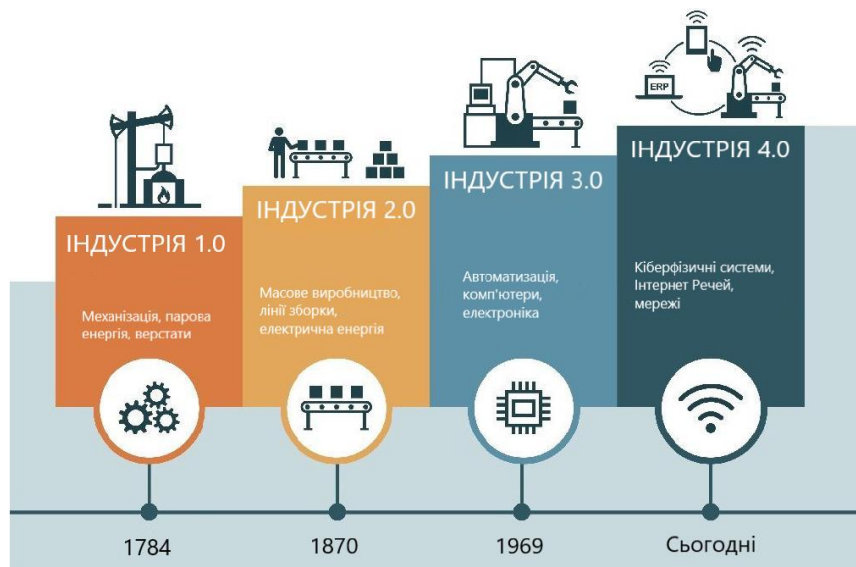 ERP
ІНДУСТРІЯ 1.0
Механізація, парова
енергія, верстати
1784
ІНДУСТРІЯ 2.0
Масове виробництво,
лінії зборки,
електрична енергія
1870
ІНДУСТРІЯ 3.0
Автоматизація,
комп'ютери,
електроніка
1969
ІНДУСТРІЯ 4.0
Кіберфізичні системи,
Інтернет Речей,
мережі
Сьогодні